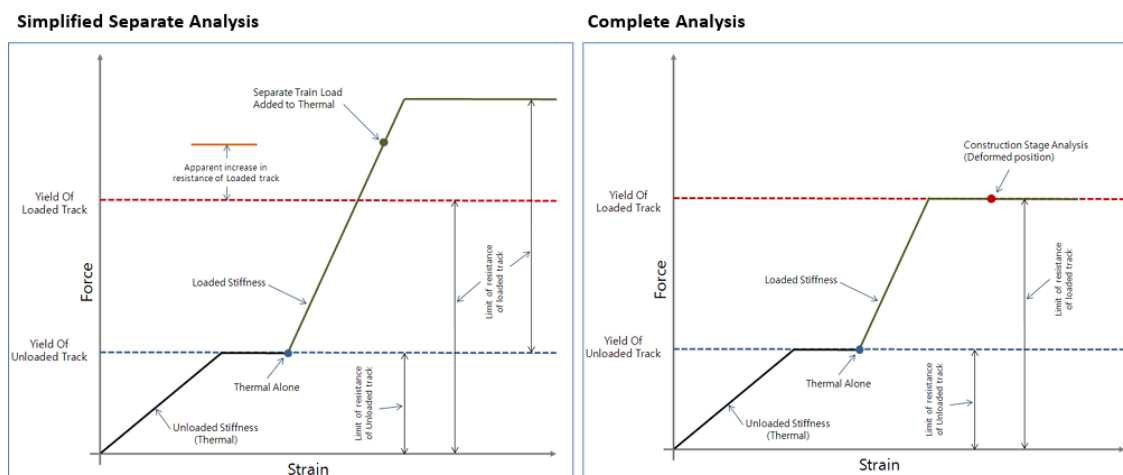 Simplified Separate Analysis
Separate Train Load
Added to Thermal
Apparent increase in
resistance of Loaded track
Yield Of
Loaded Track
Force
Loaded Stiffness
Limit of resistance
of loaded track
Yield Of
Unloaded Track
Thermal Alone
Limit of resistance
of Unloaded track
Unloaded Stiffness
(Thermal)
Strain
Complete Analysis
Construction Stage Analysis
(Deformed position)
Yield Of
Loaded Track
Force
Loaded Stiffness
Limit of resistance
of loaded track
Yield Of
Unloaded Track
Thermal Alone
Limit of resistance
of Unloaded track
Unloaded Stiffness
(Thermal)
Strain